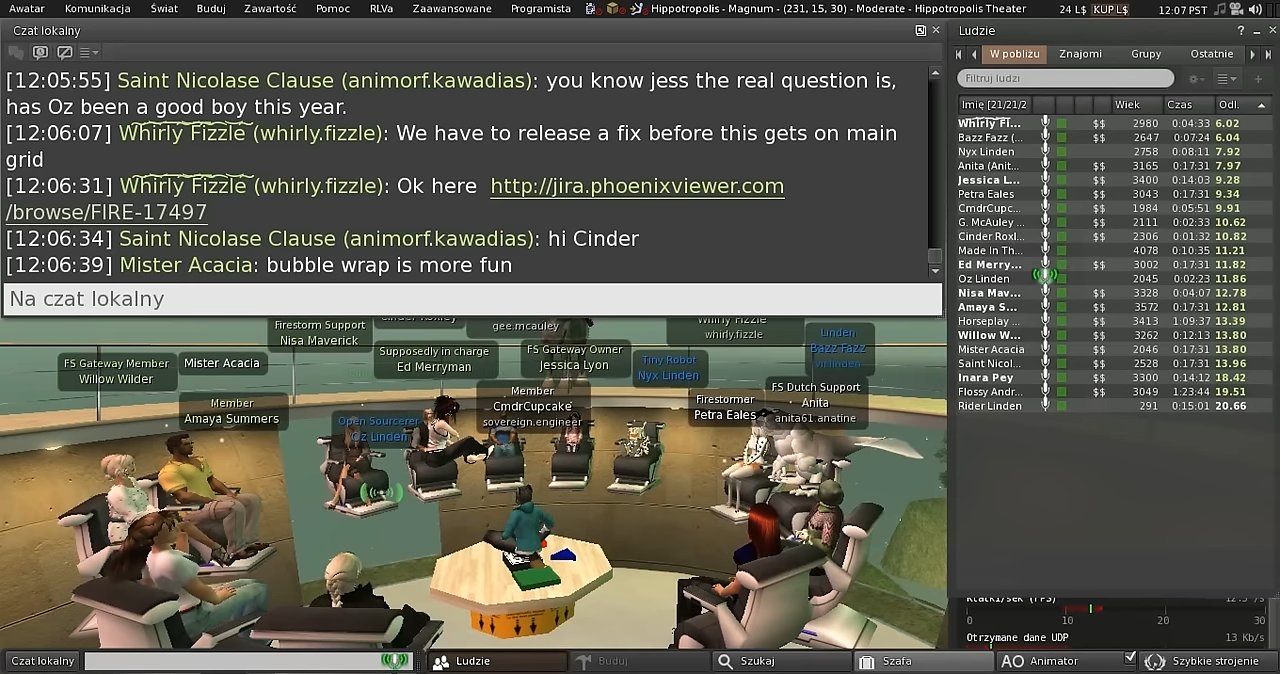 Awatar Komunikacja Świat Buduj Zawartość Pomoc RLVa Zaawansowane Programista Hippotropolis - Magnum - (231, 15, 30) - Moderate - Hippotropolis Theater 24 L$ KUP L$ 12:07 PST
Czat lokalny
[12:05:55] Saint Nicolase Clause (animorf.kawadias): you know jess the real question is,
has Oz been a good boy this year.
[12:06:07] Whirly Fizzle (whirly.fizzle): We have to release a fix before this gets on main
grid
[12:06:31] Whirly Fizzle (whirly.fizzle): Ok here http://jira.phoenixviewer.com
/browse/FIRE-17497
[12:06:34] Saint Nicolase Clause (animorf.kawadias): hi Cinder
[12:06:39] Mister Acacia: bubble wrap is more fun
Na czat lokalny
Ludzie
W pobliżu Znajomi Grupy Ostatnie
Filtruj ludzi
Imię [21/21/2 Wiek Czas Odl.
Whirly Fi... $$ 2980 0:04:33 6.02
Bazz Fazz (... $$ 2647 0:07:24 6.04
Nyx Linden 2758 0:08:11 7.92
Anita (Anit... $$ 3165 0:17:31 7.97
Jessica L... $$ 3400 0:14:03 9.28
Petra Eales $$ 3043 0:17:31 9.34
CmdrCupc... $$ 1984 0:05:51 9.91
G. McAuley ... $$ 2111 0:02:33 10.62
Cinder Roxl... $$ 2306 0:01:32 10.82
Made In Th... 4078 0:10:35 11.21
Ed Merry... $$ 3002 0:17:31 11.82
Oz Linden 2045 0:02:23 11.86
Nisa Mav... $$ 3328 0:04:07 12.78
Amaya S... $$ 3572 0:17:31 12.81
Horseplay ... $$ 3413 1:09:37 13.39
Willow W... $$ 3262 0:12:13 13.80
Mister Acacia $$ 2046 0:17:31 13.80
Saint Nicol... $$ 2528 0:17:31 13.96
Inara Pey $$ 3300 0:14:12 18.42
Flossy Andr... $$ 3049 1:23:44 19.51
Rider Linden 291 0:15:01 20.66
Firestorm Support
Nisa Maverick
Cinder Roxley
gee.mcauley
Whirly Fizzle
whirly.fizzle
Linden
Bazz Fazz
vir.linden
FS Gateway Member
Willow Wilder
Mister Acacia
Supposedly in charge
Ed Merryman
FS Gateway Owner
Jessica Lyon
Tiny Robot
Nyx Linden
Member
Amaya Summers
Open Sourcerer
Oz Linden
Member
CmdrCupcake
sovereign.engineer
Firestormer
Petra Eales
FS Dutch Support
Anita
anita61.anatine
Klatki/sek (FPS) 12.5 /s
0 10 20 30
Otrzymane dane UDP 13 Kb/s
Czat lokalny Ludzie Buduj Szukaj Szafa AO Animator Szybkie strojenie